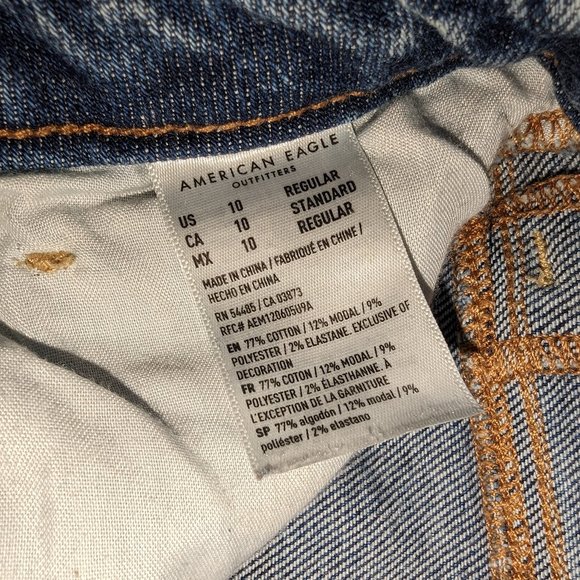 AMERICAN EAGLE
OUTFITTERS
US 10 REGULAR
CA 10 STANDARD
MX 10 REGULAR
MADE IN CHINA / FABRIQUÉ EN CHINE /
HECHO EN CHINA
RN 54485 / CA 03873
RFC# AEM120605U9A
EN 77% COTTON / 12% MODAL / 9%
POLYESTER / 2% ELASTANE. EXCLUSIVE OF
DECORATION
FR 77% COTON / 12% MODAL / 9%
POLYESTER / 2% ÉLASTHANNE. À
L'EXCEPTION DE LA GARNITURE
SP 77% algodón / 12% modal / 9%
poliéster / 2% elastano